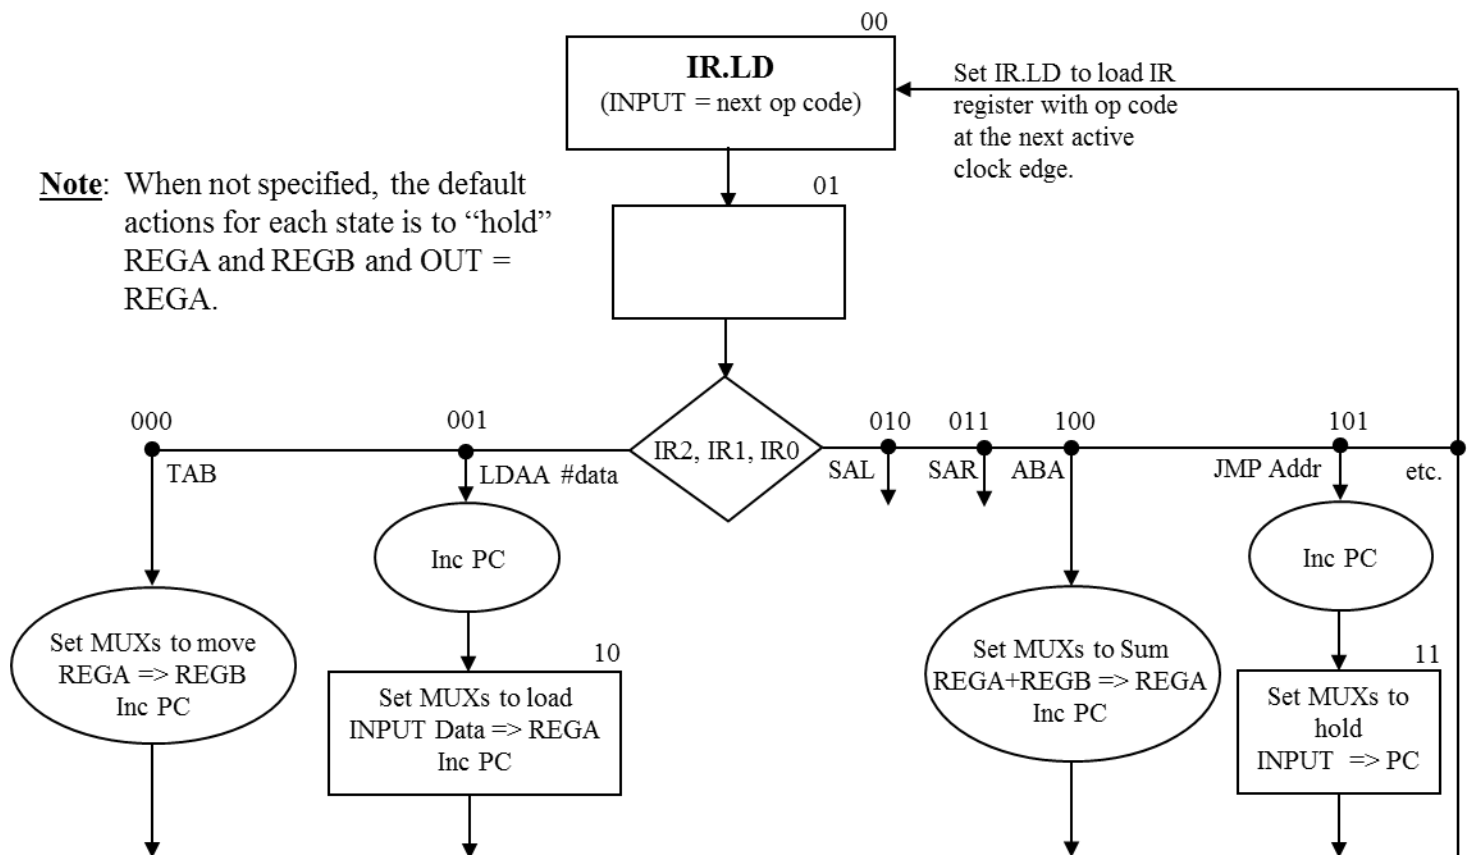 00
IR.LD
(INPUT = next op code)
Set IR.LD to load IR
register with op code
at the next active
clock edge.
Note: When not specified, the default
actions for each state is to “hold”
REGA and REGB and OUT =
REGA.
01
000
001
010
011
100
101
IR2, IR1, IR0
TAB
LDAA #data
SAL
SAR
ABA
JMP Addr
etc.
Inc PC
Inc PC
Set MUXs to move
REGA => REGB
Inc PC
10
Set MUXs to load
INPUT Data => REGA
Inc PC
Set MUXs to Sum
REGA+REGB => REGA
Inc PC
11
Set MUXs to
hold
INPUT => PC